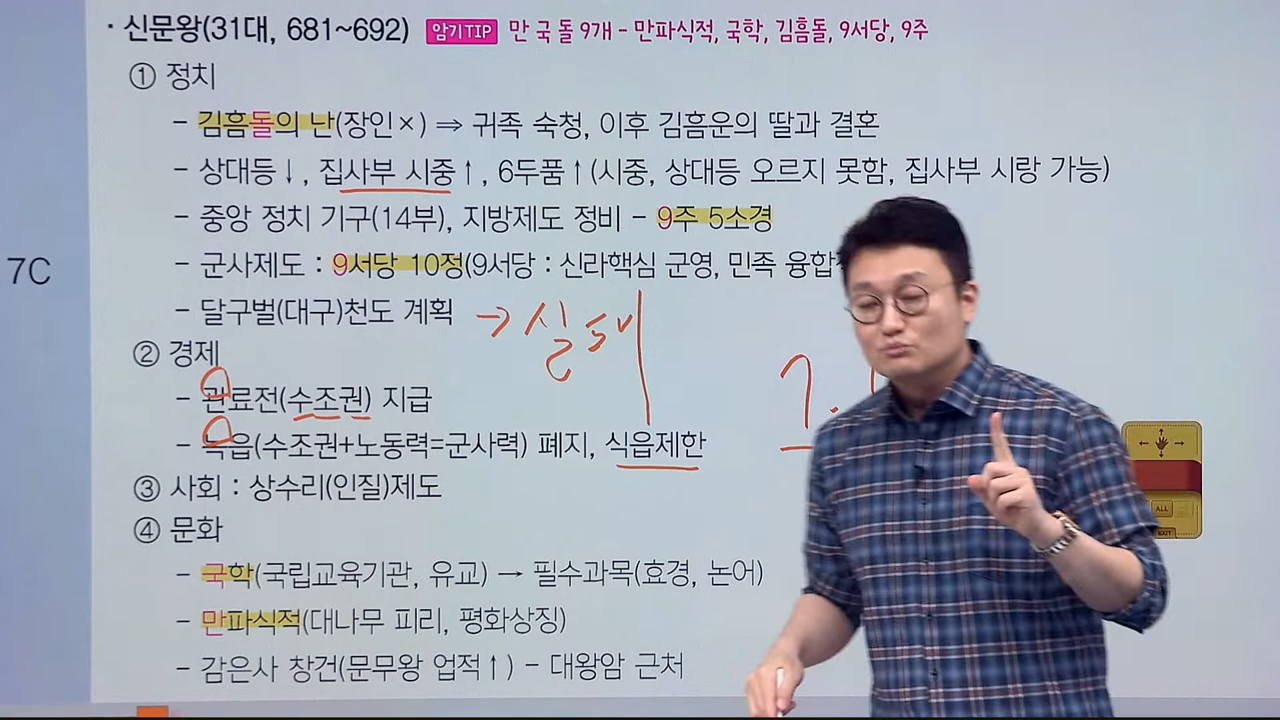 · 신문왕(31대, 681~692) 암기TIP 만 국 돌 9개 - 만파식적, 국학, 김흠돌, 9서당, 9주
① 정치
- 김흠돌의 난(장인×) ⇒ 귀족 숙청, 이후 김흠운의 딸과 결혼
- 상대등↓, 집사부 시중↑, 6두품↑(시중, 상대등 오르지 못함, 집사부 시랑 가능)
- 중앙 정치 기구(14부), 지방제도 정비 - 9주 5소경
- 군사제도 : 9서당 10정(9서당 : 신라핵심 군영, 민족 융합
7C
- 달구벌(대구)천도 계획 → 실패
② 경제
- 관료전(수조권) 지급
- 녹읍(수조권+노동력=군사력) 폐지, 식읍제한
③ 사회 : 상수리(인질)제도
④ 문화
- 국학(국립교육기관, 유교) → 필수과목(효경, 논어)
- 만파식적(대나무 피리, 평화상징)
- 감은사 창건(문무왕 업적↑) - 대왕암 근처
ALL
EXIT